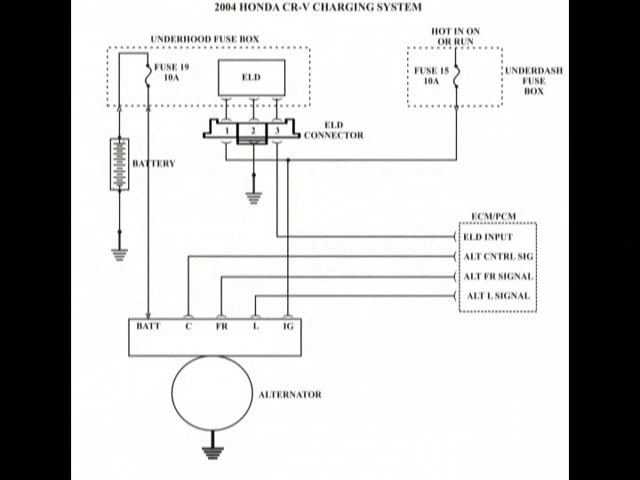 2004 HONDA CR-V CHARGING SYSTEM
UNDERHOOD FUSE BOX
HOT IN ON
OR RUN
FUSE 19
10A
ELD
FUSE 15
10A
UNDERDASH
FUSE
BOX
1 2 3
ELD
CONNECTOR
BATTERY
ECM/PCM
ELD INPUT
ALT CNTRL SIG
ALT FR SIGNAL
ALT L SIGNAL
BATT C FR L IG
ALTERNATOR